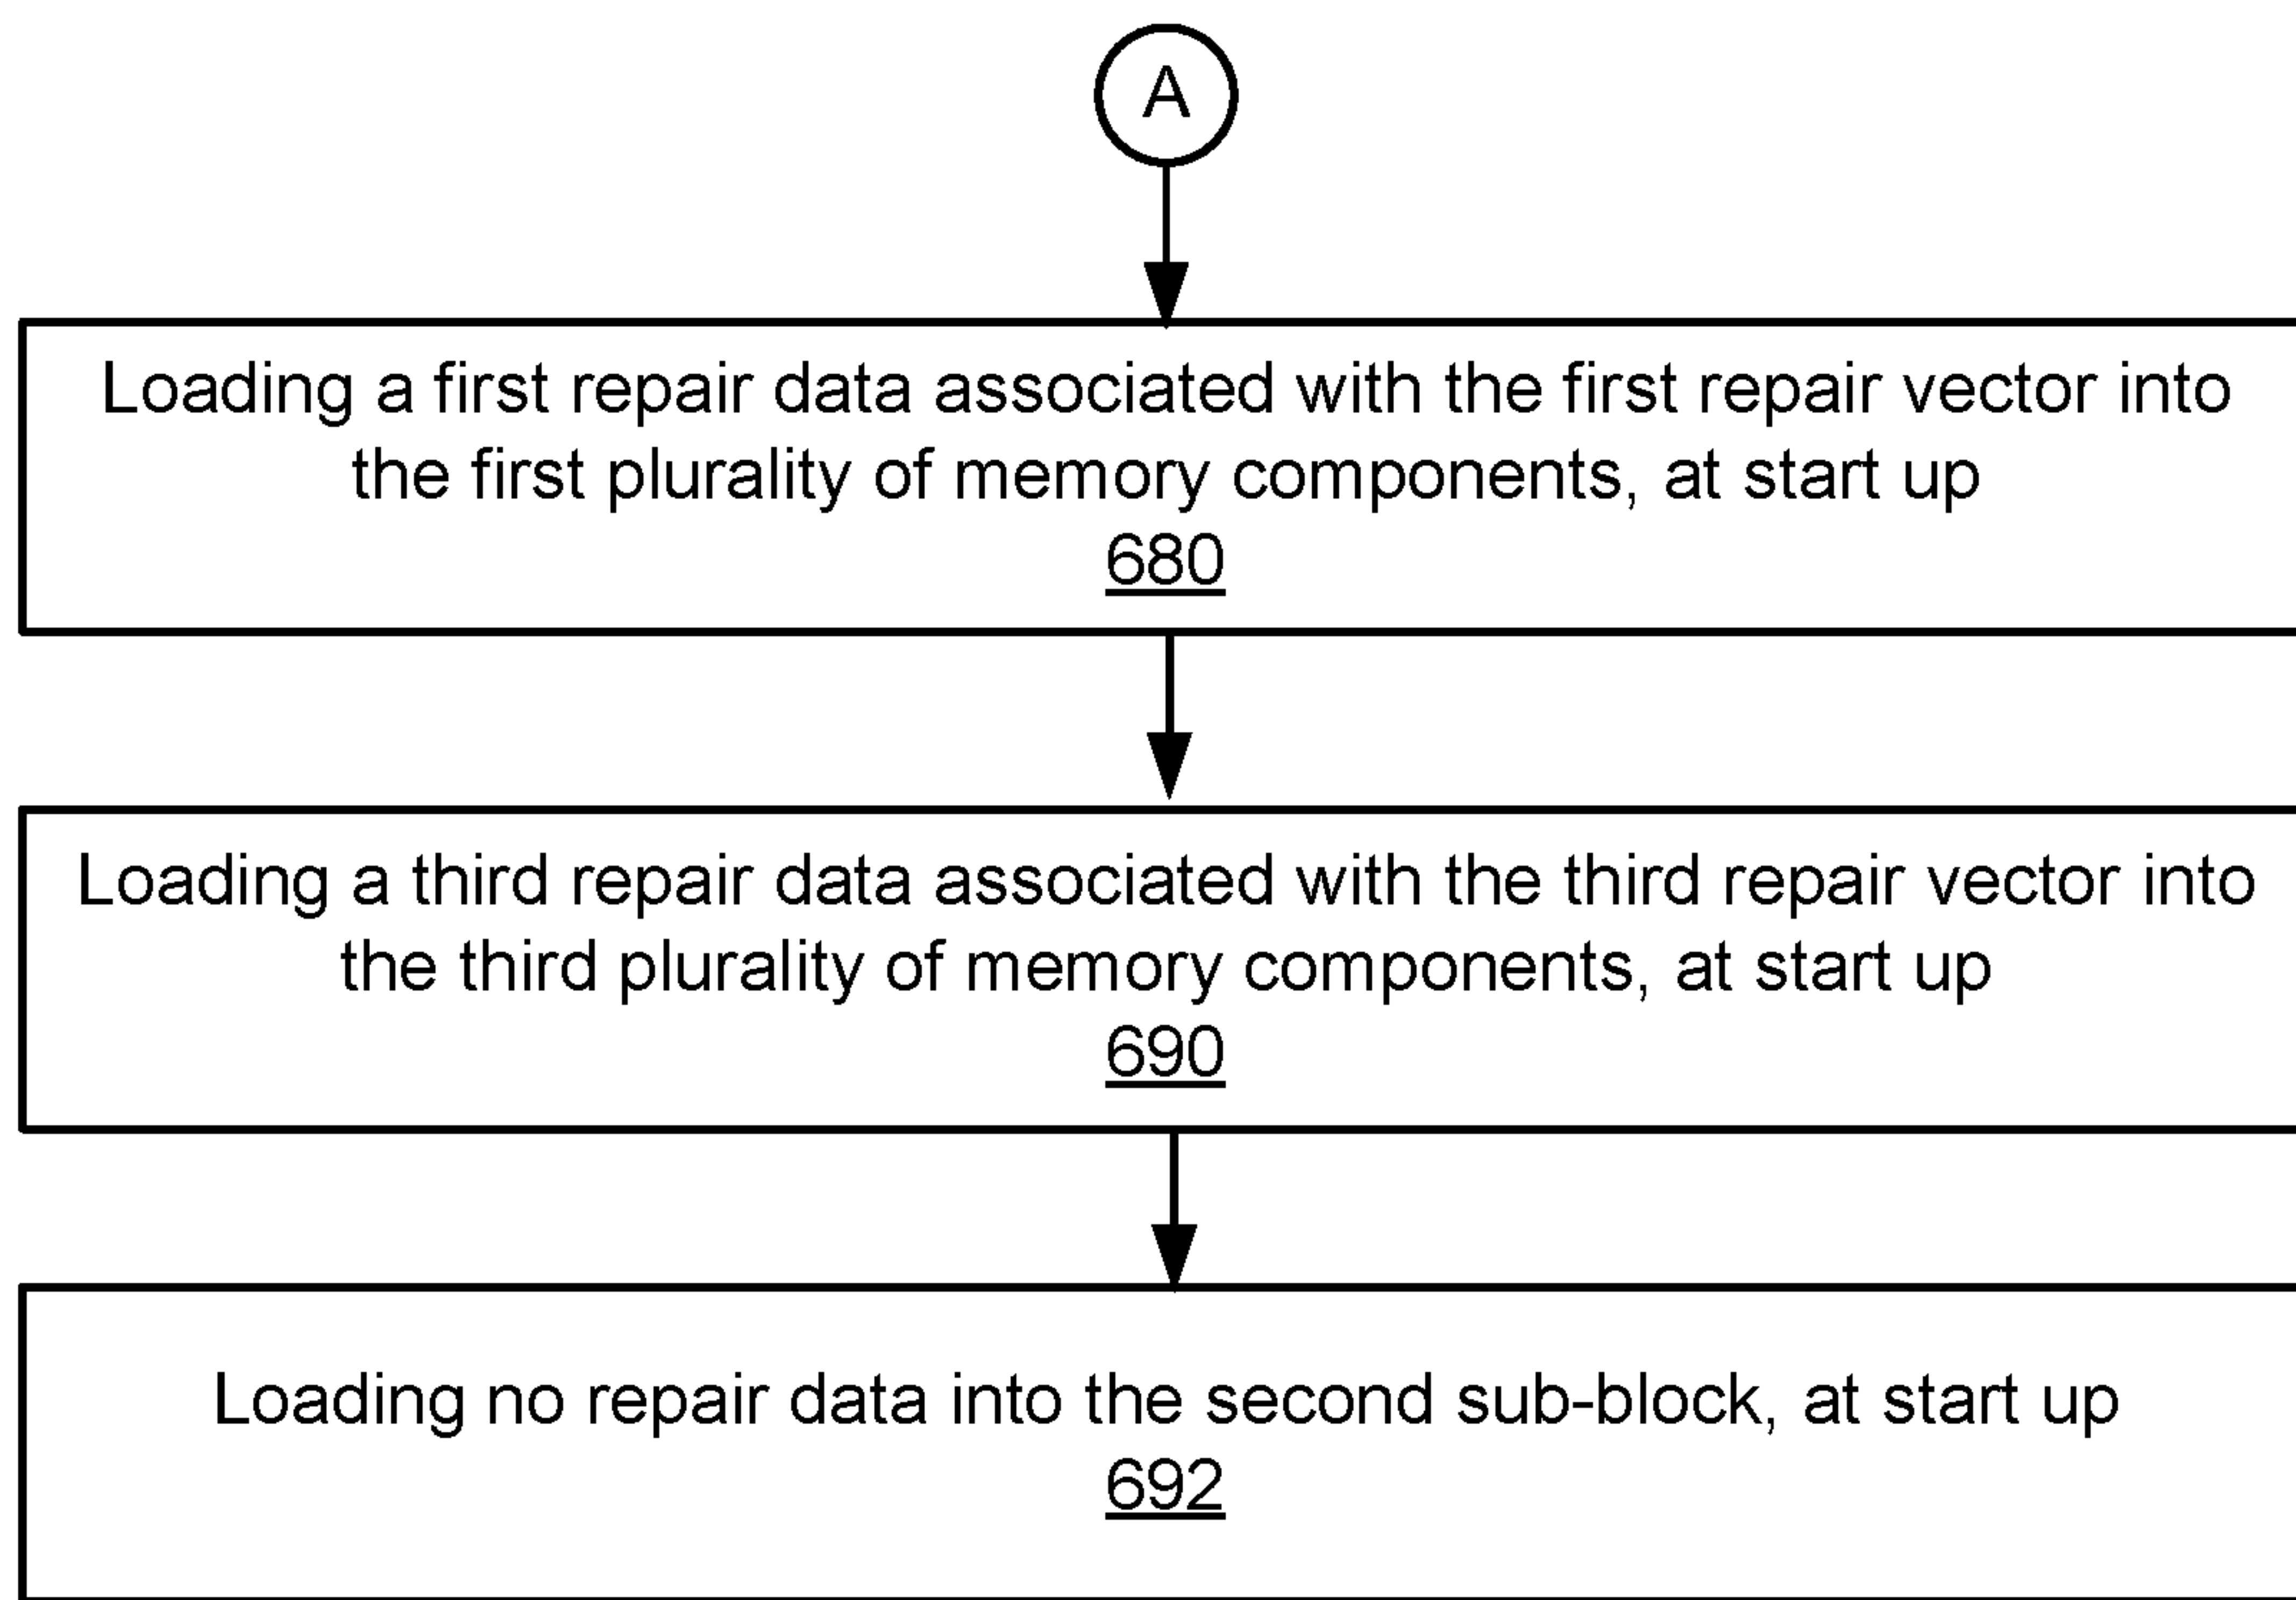 A
Loading a first repair data associated with the first repair vector into
the first plurality of memory components, at start up
680
Loading a third repair data associated with the third repair vector into
the third plurality of memory components, at start up
690
Loading no repair data into the second sub-block, at start up
692